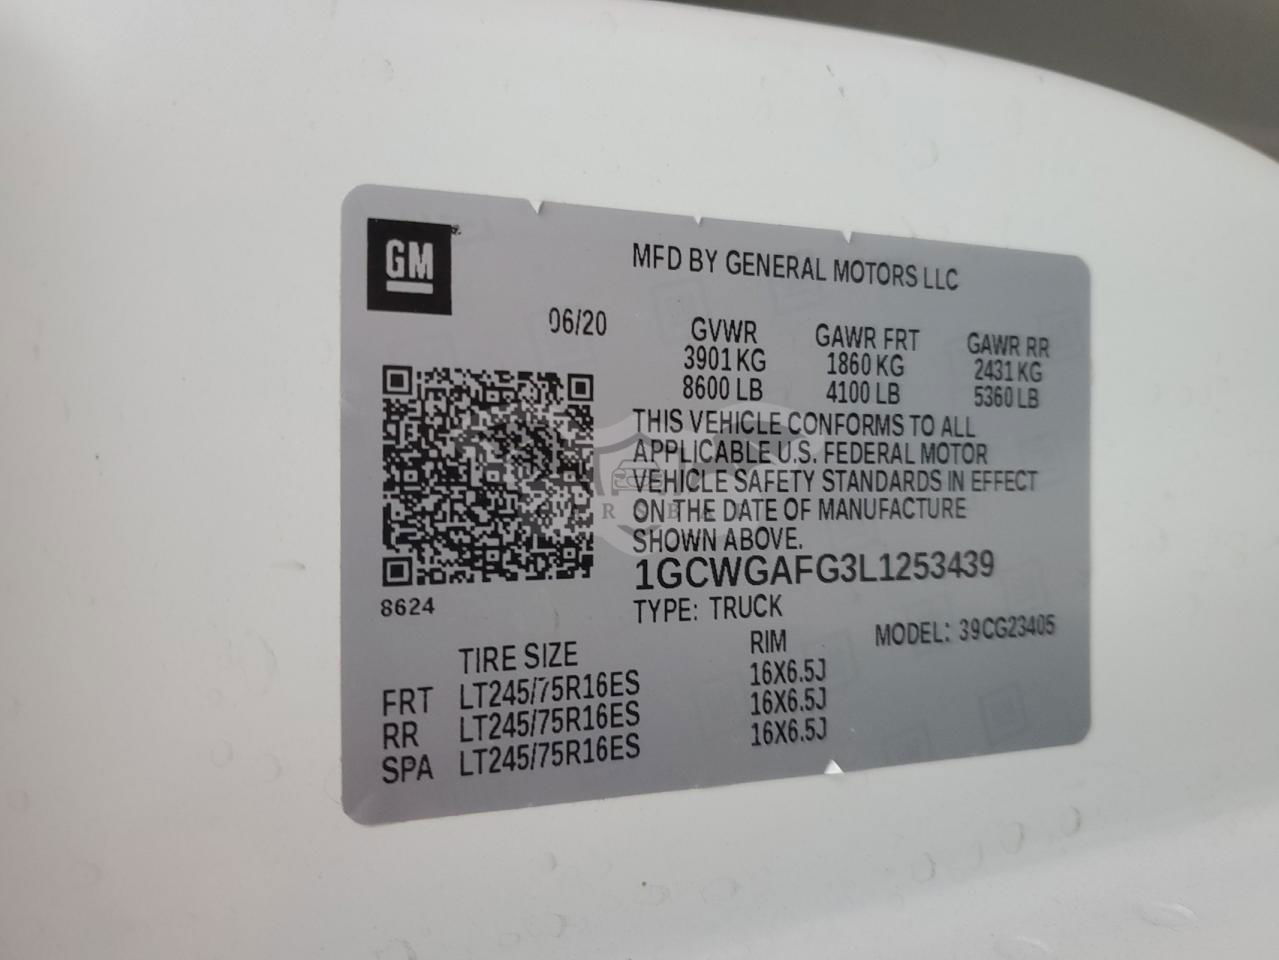 GM
MFD BY GENERAL MOTORS LLC
06/20
GVWR GAWR FRT GAWR RR
3901 KG 1860 KG 2431 KG
8600 LB 4100 LB 5360 LB
THIS VEHICLE CONFORMS TO ALL
APPLICABLE U.S. FEDERAL MOTOR
VEHICLE SAFETY STANDARDS IN EFFECT
ON THE DATE OF MANUFACTURE
SHOWN ABOVE.
1GCWGAFG3L1253439
8624
TYPE: TRUCK
MODEL: 39CG23405
TIRE SIZE RIM
FRT LT245/75R16ES 16X6.5J
RR LT245/75R16ES 16X6.5J
SPA LT245/75R16ES 16X6.5J